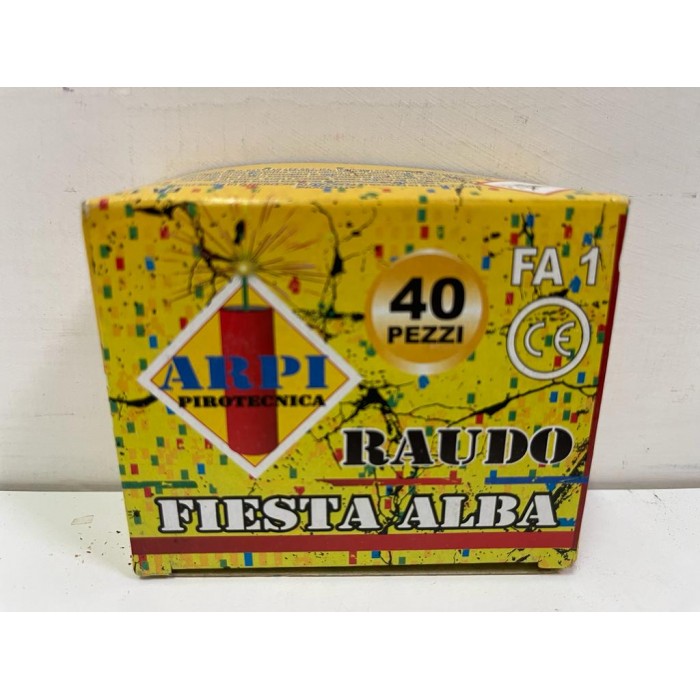 FA 1
40
PEZZI
CE
ARPI
PIROTECNICA
RAUDO
FIESTA ALBA